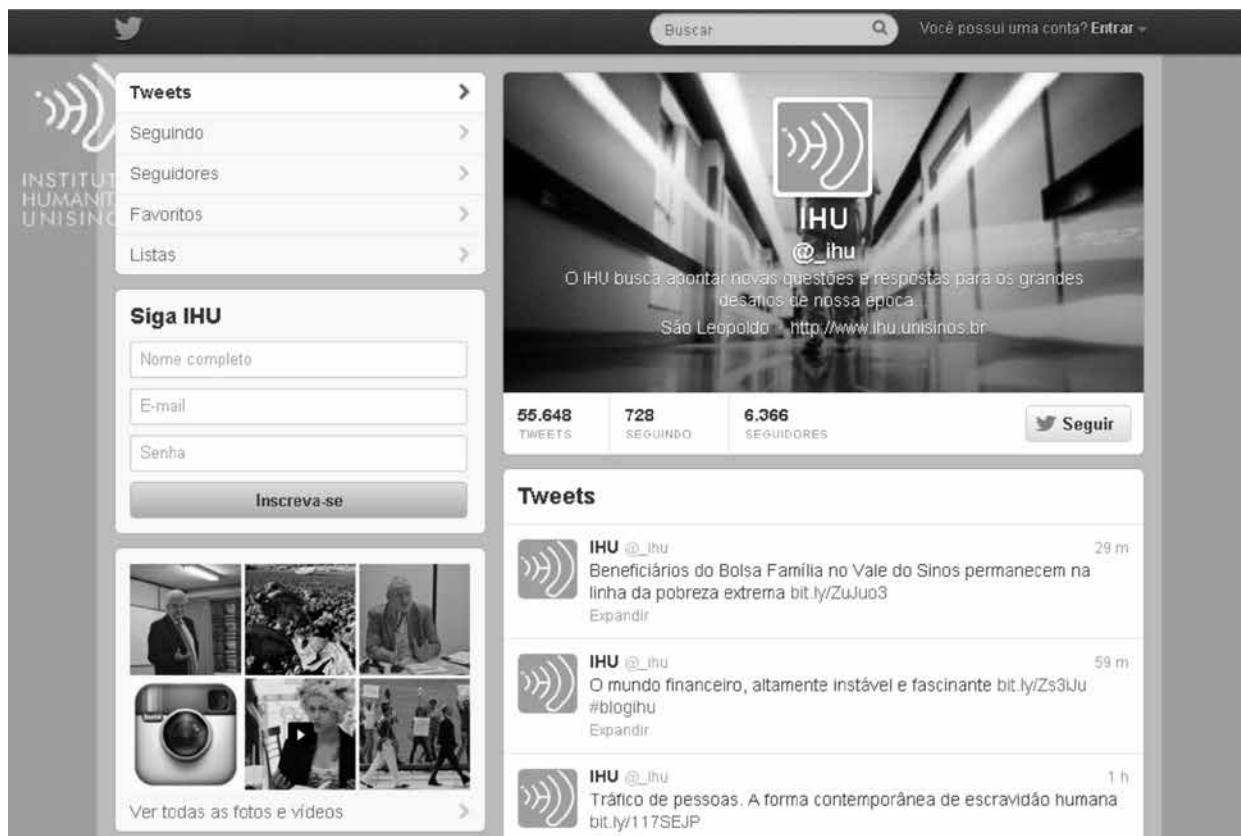 Buscar
Você possui uma conta? Entrar
INSTITUT
HUMANIT
UNISINO
Tweets
Seguindo
Seguidores
Favoritos
Listas
Siga IHU
Nome completo
E-mail
Senha
Inscreva-se
Ver todas as fotos e vídeos
IHU
@_ihu
O IHU busca apontar novas questões e respostas para os grandes
desafios de nossa época...
São Leopoldo · http://www.ihu.unisinos.br
55.648
TWEETS
728
SEGUINDO
6.366
SEGUIDORES
Seguir
Tweets
IHU @_ihu
29 m
Beneficiários do Bolsa Família no Vale do Sinos permanecem na
linha da pobreza extrema bit.ly/ZuJuo3
Expandir
IHU @_ihu
59 m
O mundo financeiro, altamente instável e fascinante bit.ly/Zs3iJu
#blogihu
Expandir
IHU @_ihu
1 h
Tráfico de pessoas. A forma contemporânea de escravidão humana
bit.ly/117SEJP